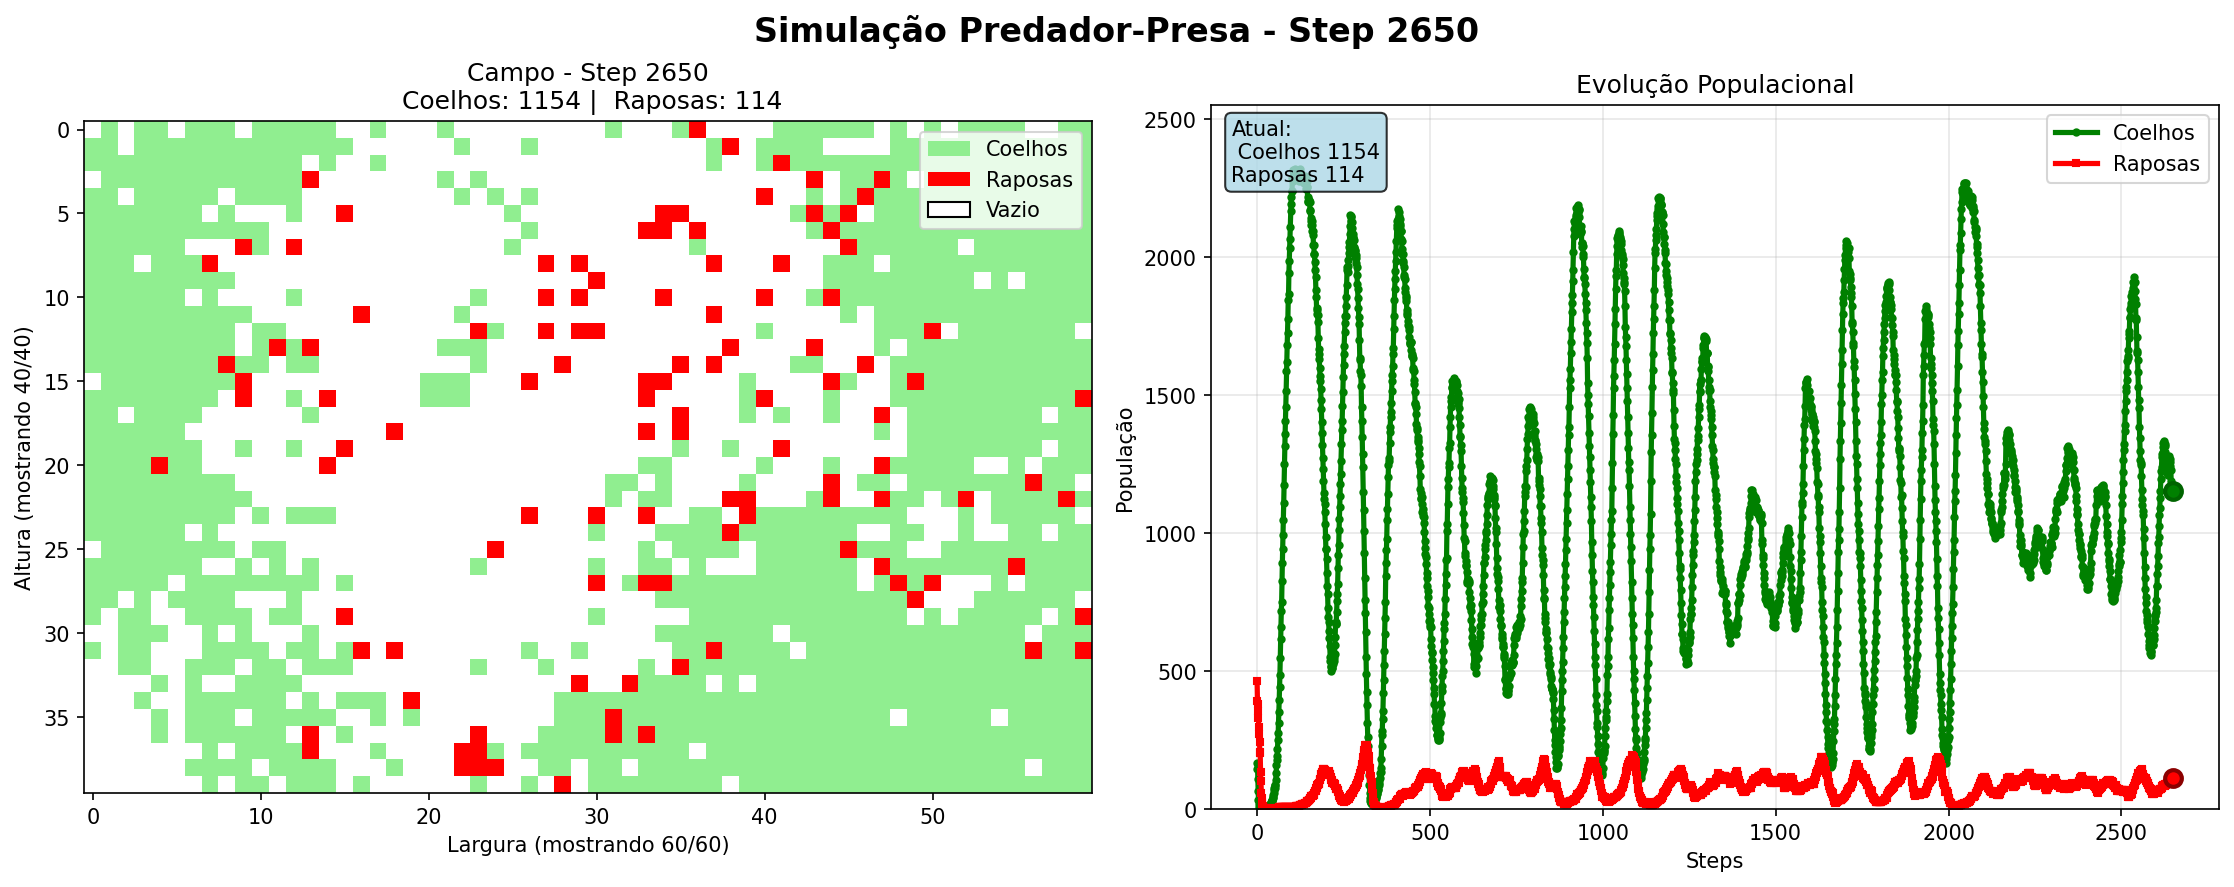 Simulação Predador-Presa - Step 2650
Campo - Step 2650
Coelhos: 1154 |  Raposas: 114
Coelhos
Raposas
Vazio
0
5
10
15
20
25
30
35
Altura (mostrando 40/40)
0
10
20
30
40
50
Largura (mostrando 60/60)
Evolução Populacional
Atual:
Coelhos 1154
Raposas 114
Coelhos
Raposas
2500
2000
1500
1000
500
0
População
0
500
1000
1500
2000
2500
Steps